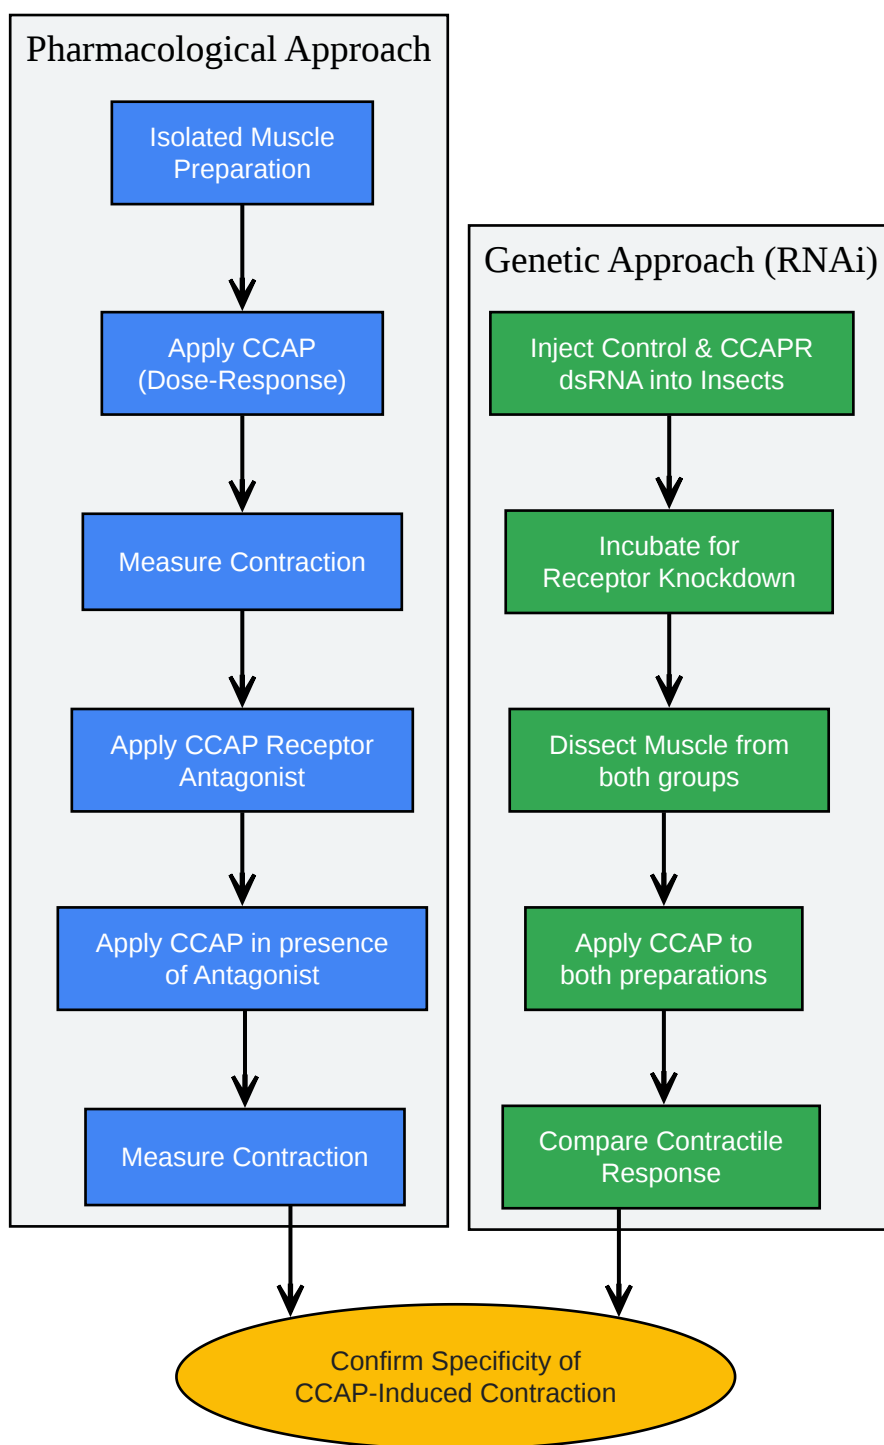 Pharmacological Approach
Isolated Muscle
Preparation
Apply CCAP
(Dose-Response)
Measure Contraction
Apply CCAP Receptor
Antagonist
Apply CCAP in presence
of Antagonist
Measure Contraction
Genetic Approach (RNAi)
Inject Control & CCAPR
dsRNA into Insects
Incubate for
Receptor Knockdown
Dissect Muscle from
both groups
Apply CCAP to
both preparations
Compare Contractile
Response
Confirm Specificity of
CCAP-Induced Contraction